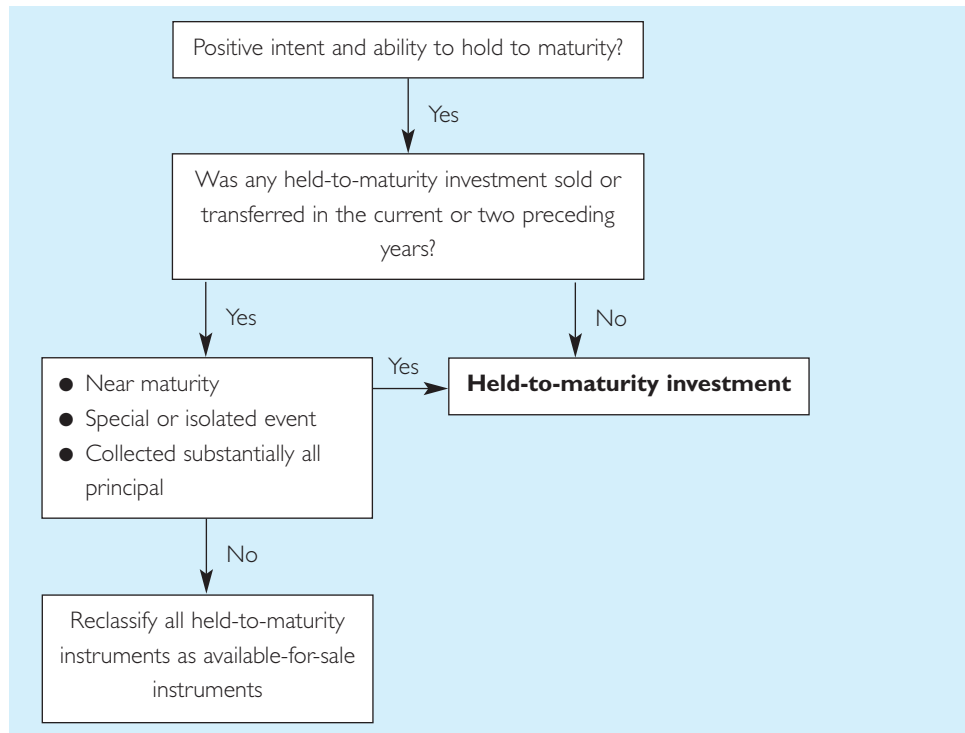 Positive intent and ability to hold to maturity?
Yes
Was any held-to-maturity investment sold or
transferred in the current or two preceding
years?
Yes
No
● Near maturity
● Special or isolated event
● Collected substantially all
principal
Yes
Held-to-maturity investment
No
Reclassify all held-to-maturity
instruments as available-for-sale
instruments